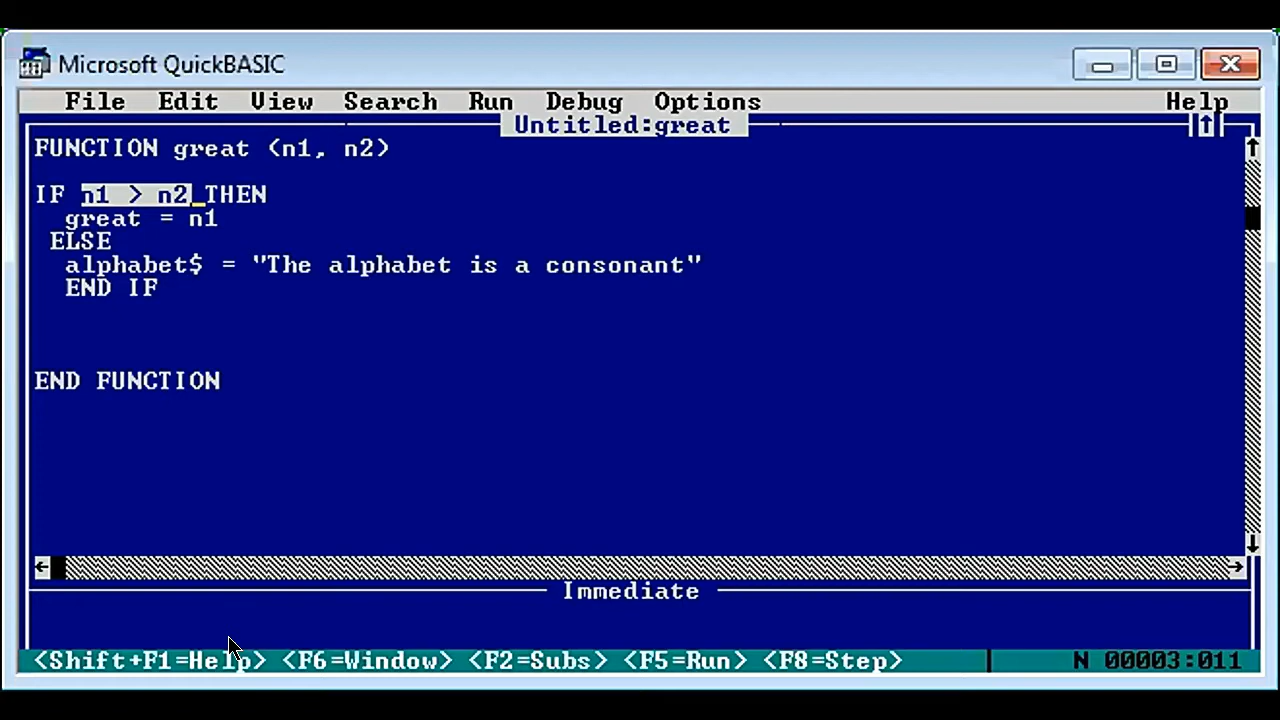 Microsoft QuickBASIC
File Edit View Search Run Debug Options Help
Untitled:great
FUNCTION great (n1, n2)
IF n1 > n2 THEN
great = n1
ELSE
alphabet$ = "The alphabet is a consonant"
END IF
END FUNCTION
Immediate
<Shift+F1=Help> <F6=Window> <F2=Subs> <F5=Run> <F8=Step> N 00003:011